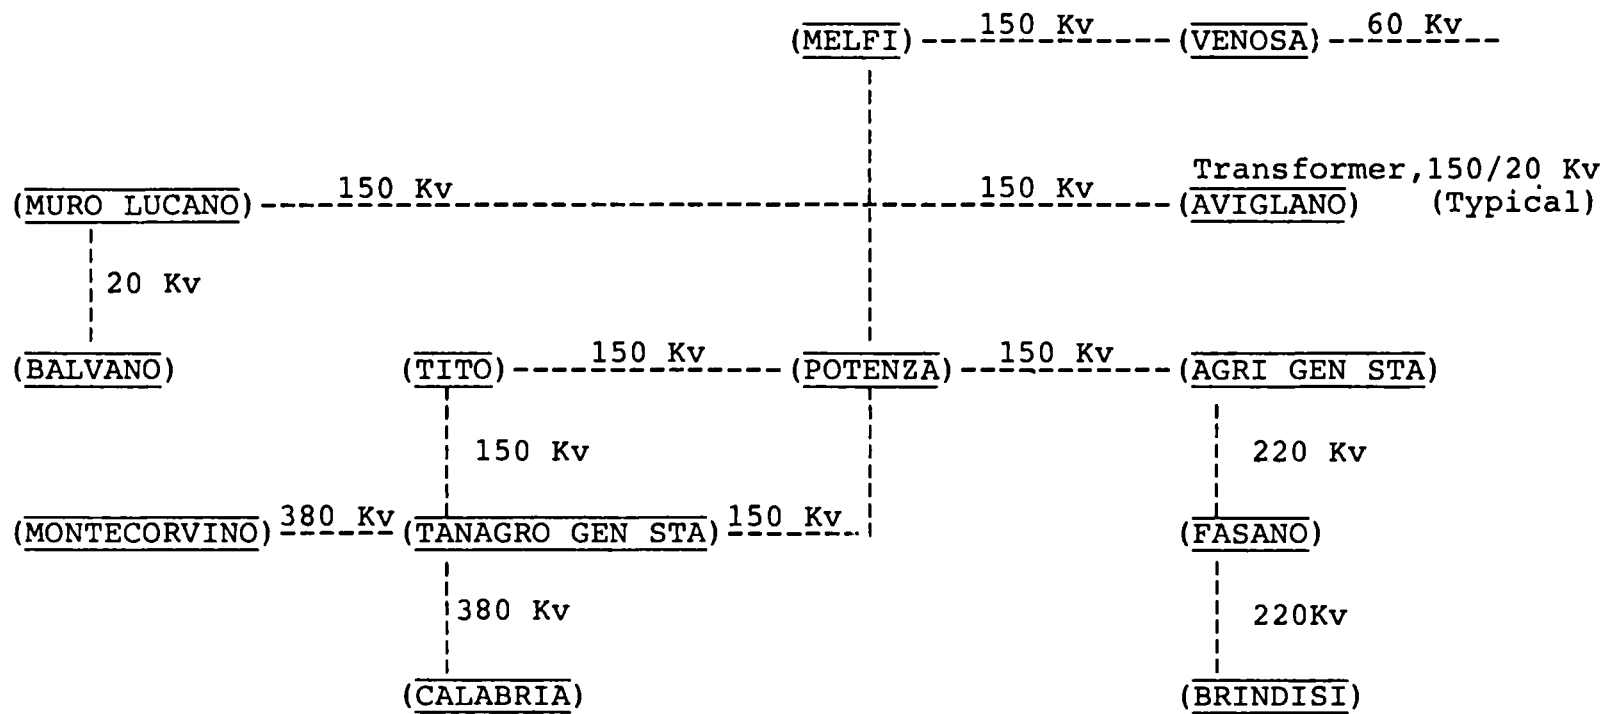 (MELFI) 150 Kv (VENOSA) 60 Kv
Transformer,150/20 Kv
(MURO LUCANO) 150 Kv 150 Kv (AVIGLANO) (Typical)
20 Kv
(BALVANO) (TITO) 150 Kv (POTENZA) 150 Kv (AGRI GEN STA)
150 Kv 220 Kv
(MONTECORVINO) 380 Kv (TANAGRO GEN STA) 150 Kv (FASANO)
380 Kv 220Kv
(CALABRIA) (BRINDISI)